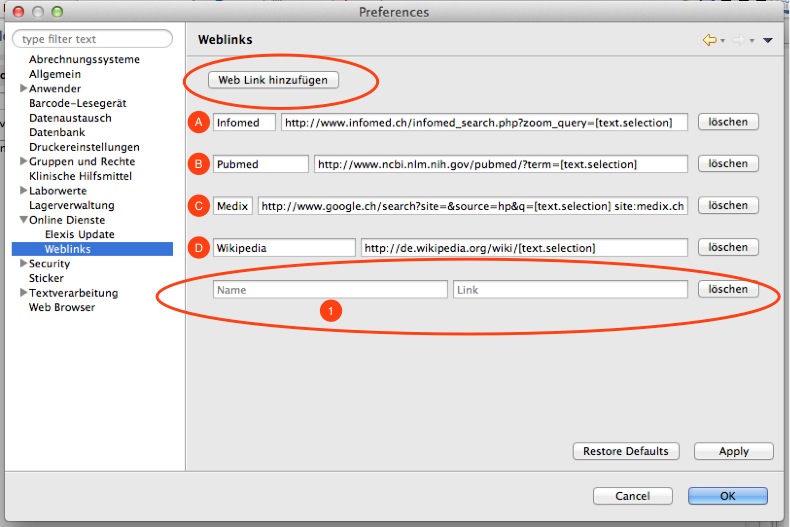 Preferences
type filter text
Weblinks
Abrechnungssysteme
Allgemein
Anwender
Barcode-Lesegerät
Datenaustausch
Datenbank
Druckereinstellungen
Gruppen und Rechte
Klinische Hilfsmittel
Laborwerte
Lagerverwaltung
Online Dienste
Elexis Update
Weblinks
Security
Sticker
Textverarbeitung
Web Browser
Web Link hinzufügen
A Infomed http://www.infomed.ch/infomed_search.php?zoom_query=[text.selection] löschen
B Pubmed http://www.ncbi.nlm.nih.gov/pubmed/?term=[text.selection] löschen
C Medix http://www.google.ch/search?site=&source=hp&q=[text.selection] site:medix.ch löschen
D Wikipedia http://de.wikipedia.org/wiki/[text.selection] löschen
Name Link löschen
1
Restore Defaults Apply
Cancel OK